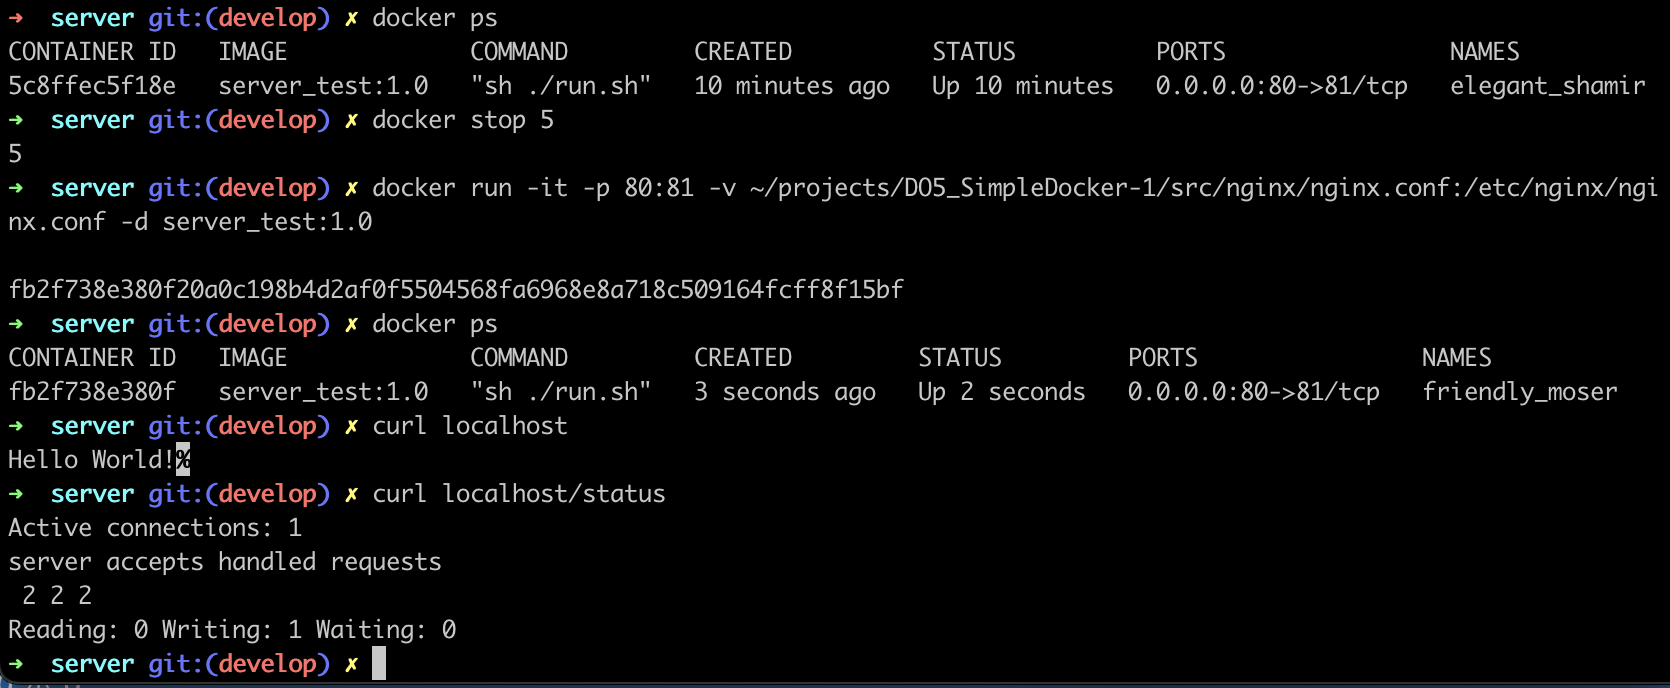 ➜  server git:(develop) ✗ docker ps
CONTAINER ID   IMAGE             COMMAND         CREATED          STATUS          PORTS                NAMES
5c8ffec5f18e   server_test:1.0   "sh ./run.sh"   10 minutes ago   Up 10 minutes   0.0.0.0:80->81/tcp   elegant_shamir
➜  server git:(develop) ✗ docker stop 5
5
➜  server git:(develop) ✗ docker run -it -p 80:81 -v ~/projects/DO5_SimpleDocker-1/src/nginx/nginx.conf:/etc/nginx/ngi
nx.conf -d server_test:1.0
fb2f738e380f20a0c198b4d2af0f5504568fa6968e8a718c509164fcff8f15bf
➜  server git:(develop) ✗ docker ps
CONTAINER ID   IMAGE             COMMAND         CREATED         STATUS         PORTS                NAMES
fb2f738e380f   server_test:1.0   "sh ./run.sh"   3 seconds ago   Up 2 seconds   0.0.0.0:80->81/tcp   friendly_moser
➜  server git:(develop) ✗ curl localhost
Hello World!%
➜  server git:(develop) ✗ curl localhost/status
Active connections: 1
server accepts handled requests
 2 2 2
Reading: 0 Writing: 1 Waiting: 0
➜  server git:(develop) ✗